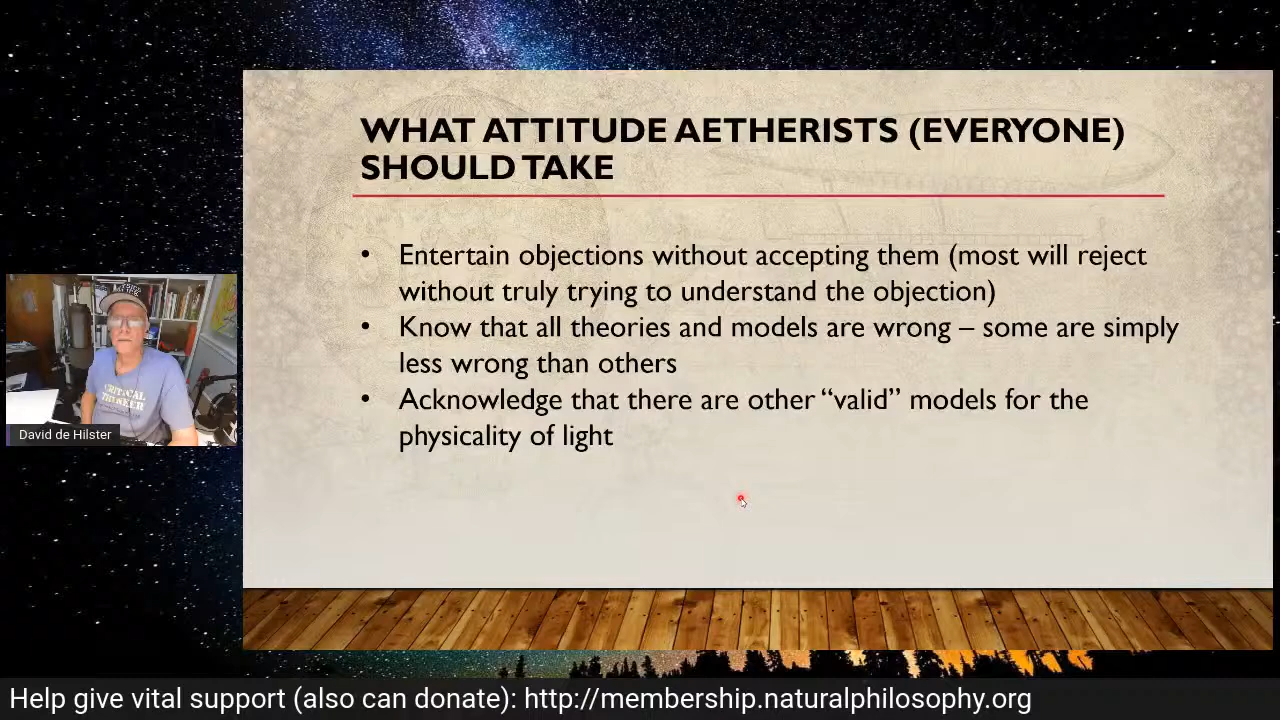 WHAT ATTITUDE AETHERISTS (EVERYONE)
SHOULD TAKE
• Entertain objections without accepting them (most will reject
without truly trying to understand the objection)
• Know that all theories and models are wrong – some are simply
less wrong than others
• Acknowledge that there are other “valid” models for the
physicality of light
CRITICAL
THINKER
David de Hilster
Help give vital support (also can donate): http://membership.naturalphilosophy.org